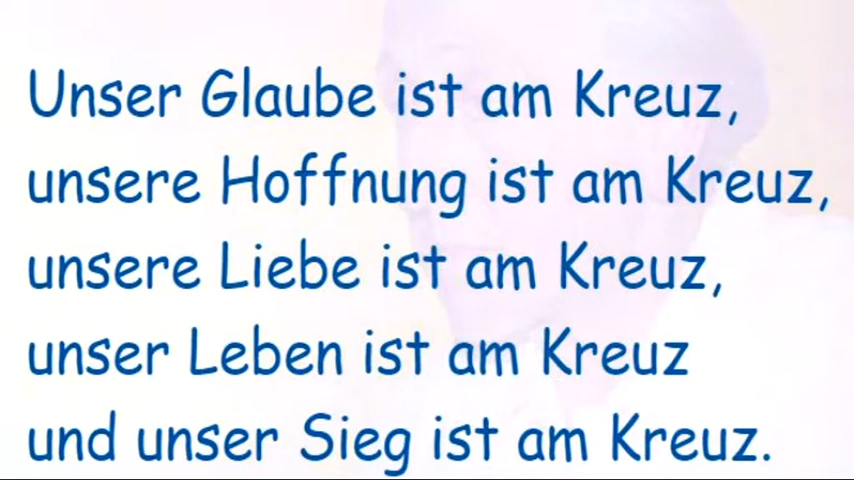 Unser Glaube ist am Kreuz,
unsere Hoffnung ist am Kreuz,
unsere Liebe ist am Kreuz,
unser Leben ist am Kreuz
und unser Sieg ist am Kreuz.